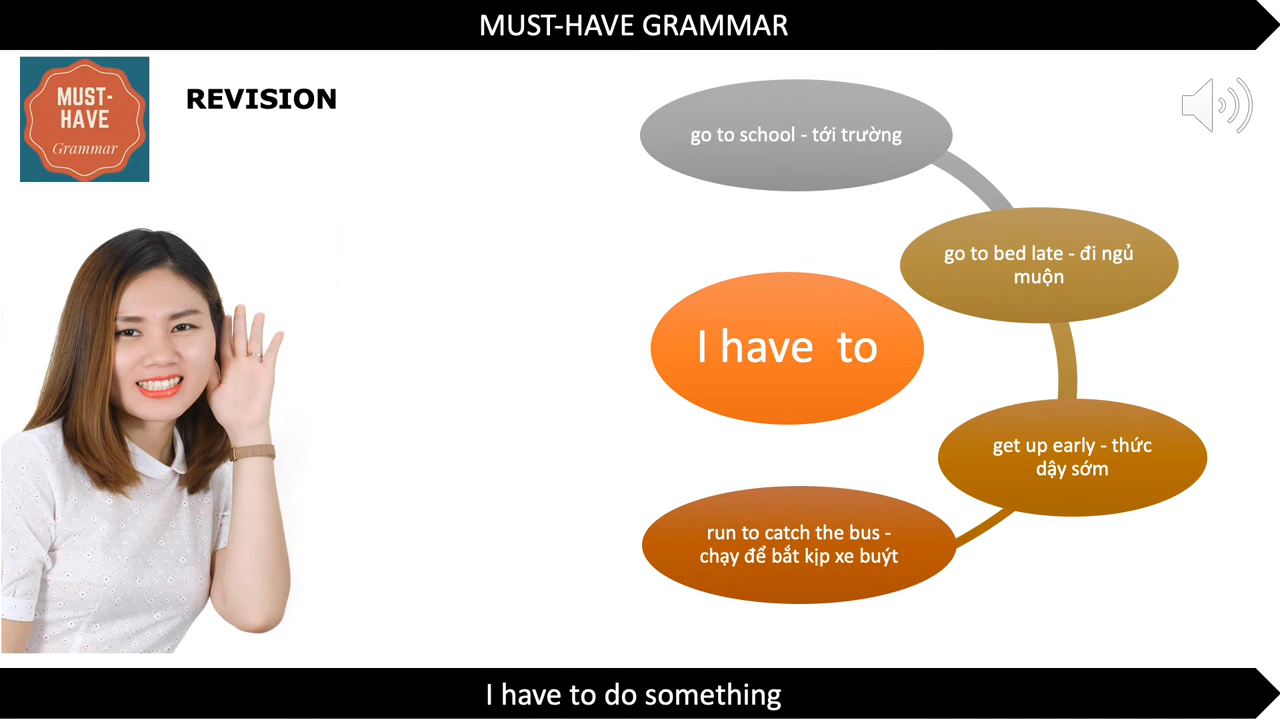 MUST-HAVE GRAMMAR
MUST-
HAVE
Grammar
REVISION
go to school - tới trường
go to bed late - đi ngủ
muộn
I have  to
get up early - thức
dậy sớm
run to catch the bus -
chạy để bắt kịp xe buýt
I have to do something